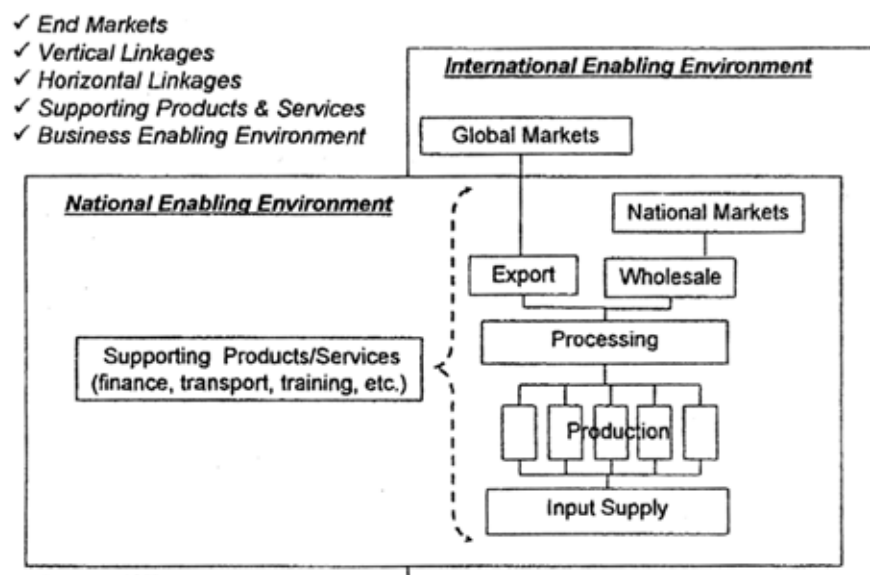 ✓ End Markets
✓ Vertical Linkages
✓ Horizontal Linkages
✓ Supporting Products & Services
✓ Business Enabling Environment
International Enabling Environment
Global Markets
National Enabling Environment
National Markets
Export
Wholesale
Processing
Supporting Products/Services
(finance, transport, training, etc.)
Production
Input Supply